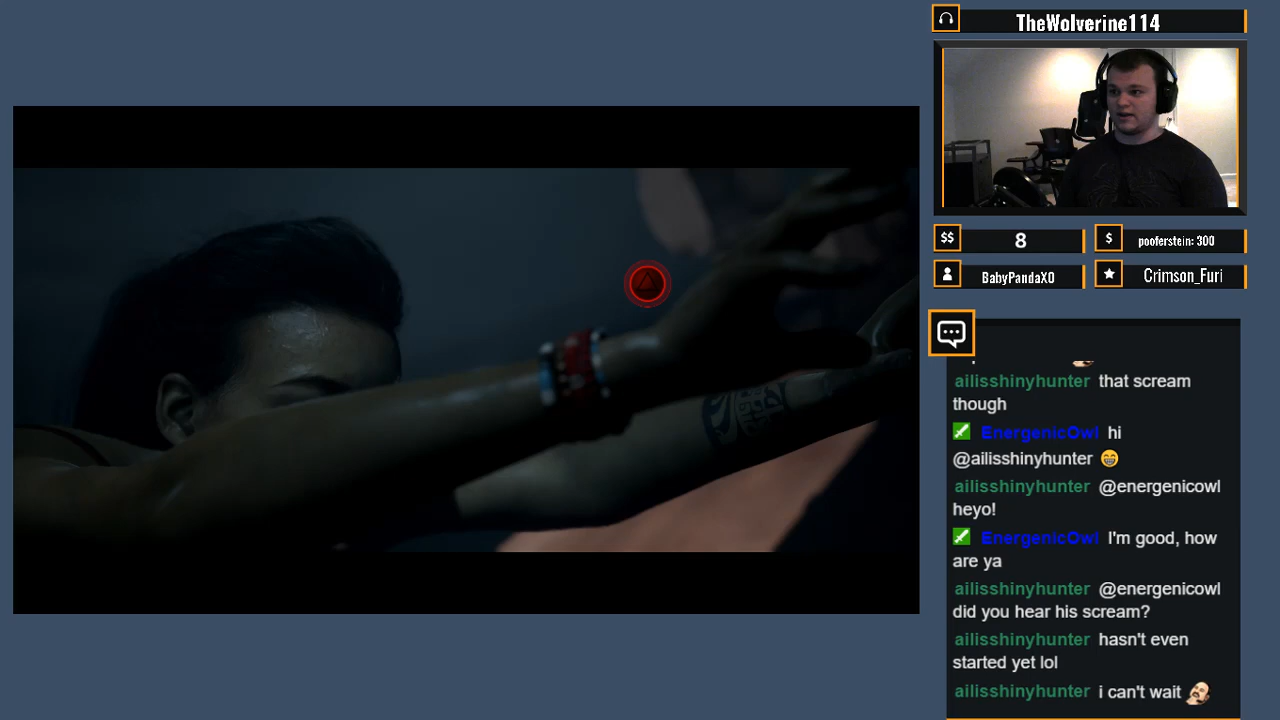 TheWolverine114
$$
8
$
pooferstein: 300
BabyPandaXO
Crimson_Furi
ailisshinyhunter that scream
though
EnergenicOwl hi
@ailisshinyhunter 😁
ailisshinyhunter @energenicowl
heyo!
EnergenicOwl I'm good, how
are ya
ailisshinyhunter @energenicowl
did you hear his scream?
ailisshinyhunter hasn't even
started yet lol
ailisshinyhunter i can't wait